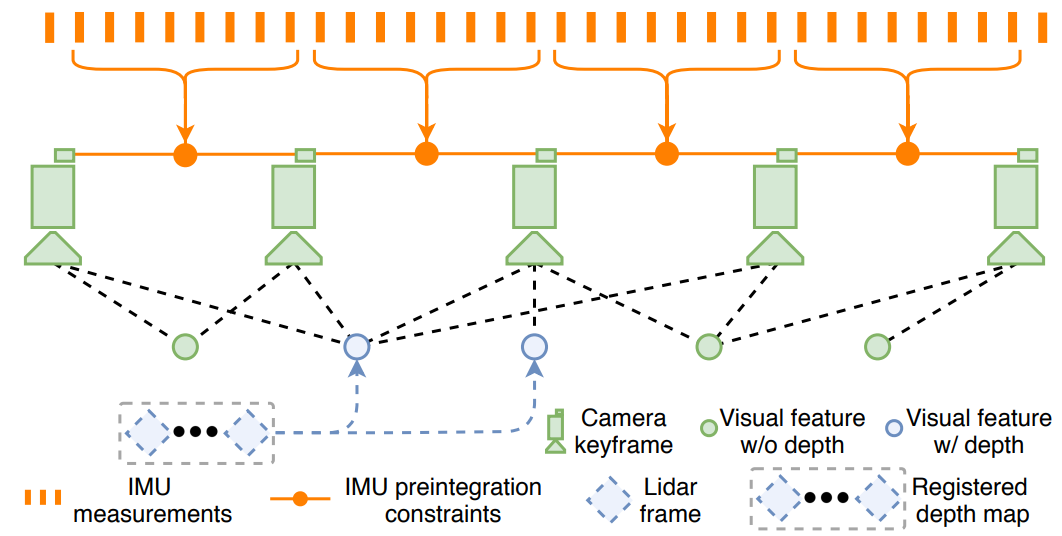 Camera
keyframe
Visual feature
w/o depth
Visual feature
w/ depth
IMU
measurements
IMU preintegration
constraints
Lidar
frame
Registered
depth map